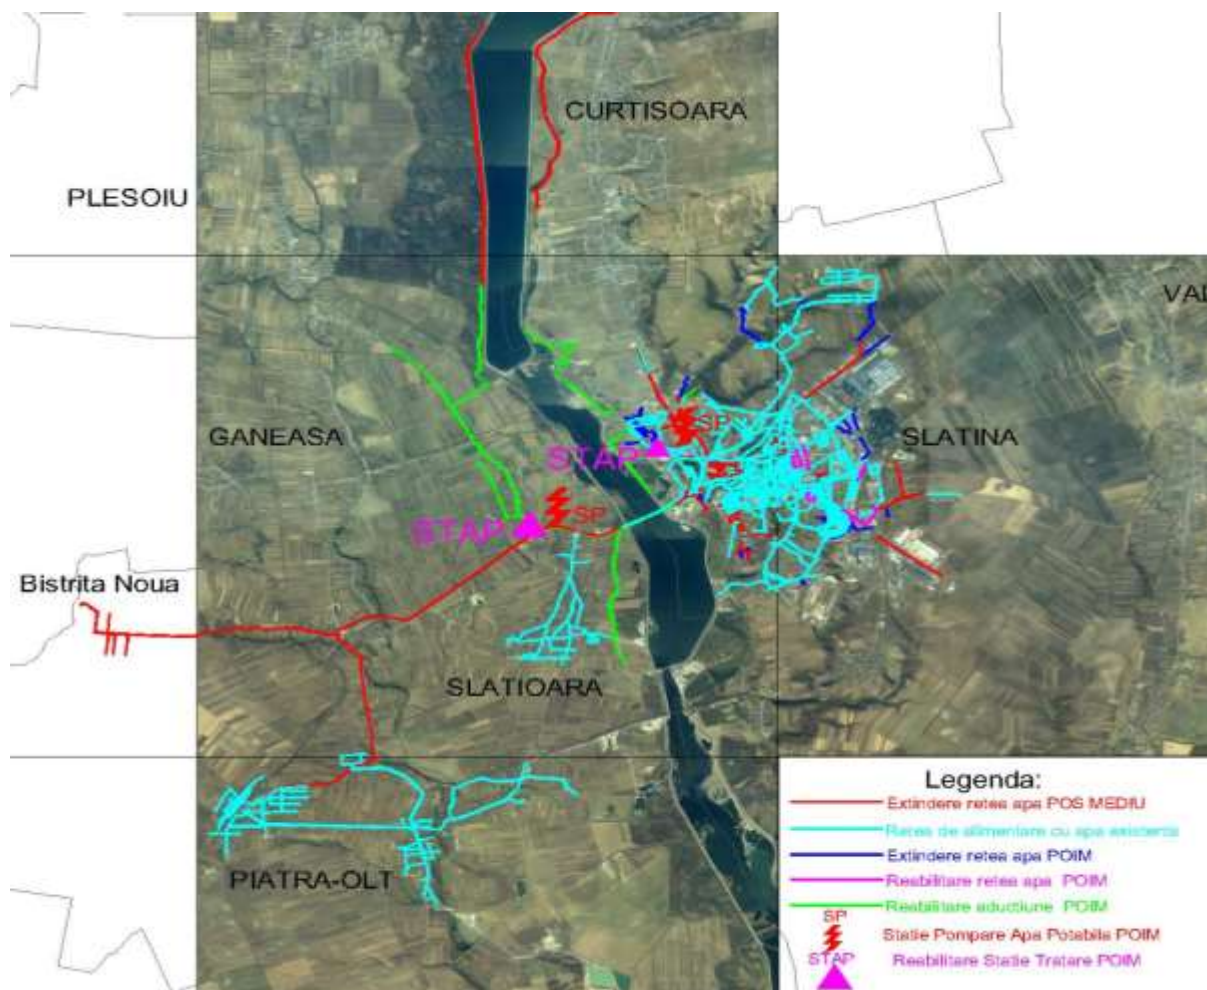 CURTISOARA
PLESOIU
VAL
GANEASA
SLATINA
SP
STAP
SP
STAP
Bistrita Noua
SLATIOARA
PIATRA-OLT
Legenda:
Extindere retea apa POS MEDIU
Retea de alimentare cu apa existenta
Extindere retea apa POIM
Reabilitare retea apa POIM
Reabilitare aductiune POIM
SP
Statie Pompare Apa Potabila POIM
STAP
Reabilitare Statie Tratare POIM